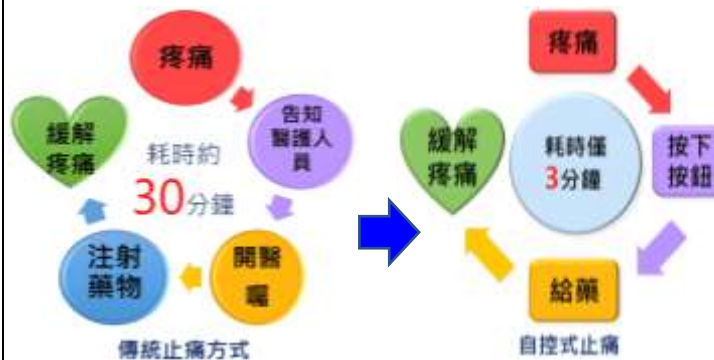 疼痛
告知
醫護人
員
開醫
囑
注射
藥物
緩解
疼痛
耗時約
30分鐘
傳統止痛方式
疼痛
按下
按鈕
給藥
緩解
疼痛
耗時僅
3分鐘
自控式止痛